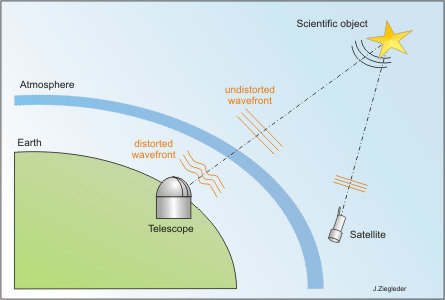 Scientific object
Atmosphere
undistorted
wavefront
Earth
distorted
wavefront
Telescope
Satellite
J.Ziegleder